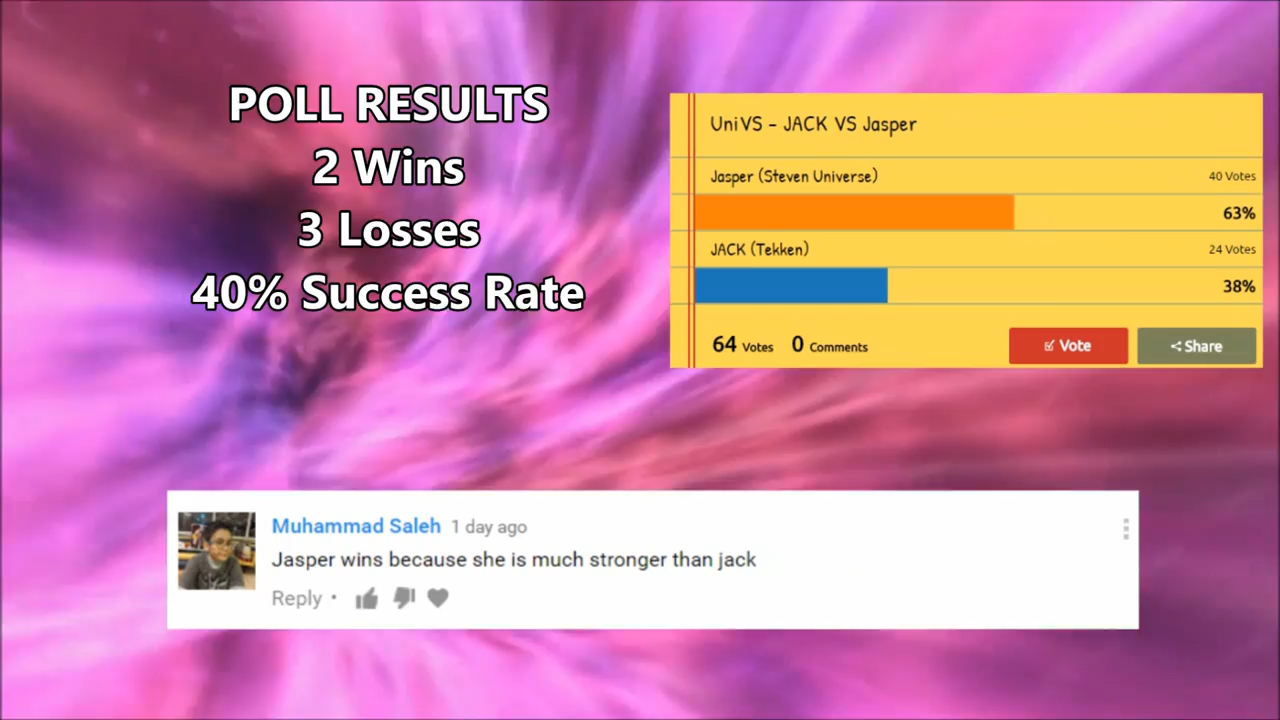 POLL RESULTS
2 Wins
3 Losses
40% Success Rate
UniVS - JACK VS Jasper
Jasper (Steven Universe)
40 Votes
63%
JACK (Tekken)
24 Votes
38%
64 Votes 0 Comments
Vote
Share
Muhammad Saleh 1 day ago
Jasper wins because she is much stronger than jack
Reply •